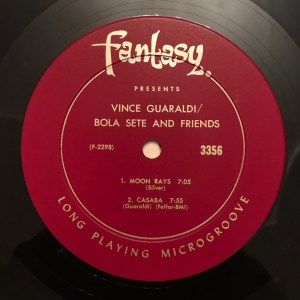 Fantasy.
PRESENTS
VINCE GUARALDI/
BOLA SETE AND FRIENDS
(F-2298)
3356
1. MOON RAYS 7:05
(Silver)
2. CASABA 7:55
(Guaraldi) (Felfar-BMI)
LONG PLAYING MICROGROOVE